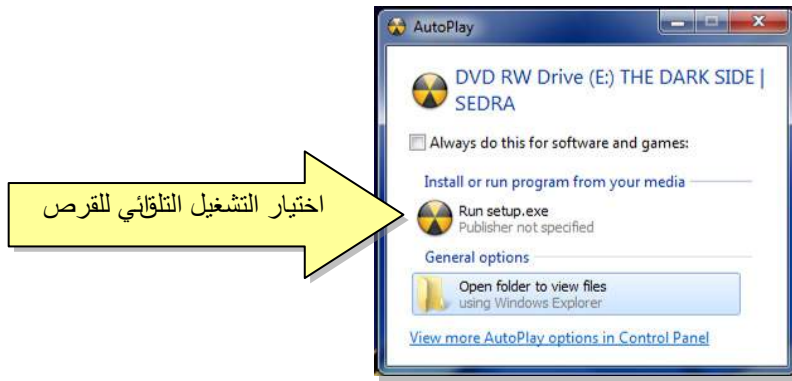 AutoPlay
DVD RW Drive (E:) THE DARK SIDE |
SEDRA
Always do this for software and games:
Install or run program from your media
اختيار التشغيل التلقائي للقرص
Run setup.exe
Publisher not specified
General options
Open folder to view files
using Windows Explorer
View more AutoPlay options in Control Panel